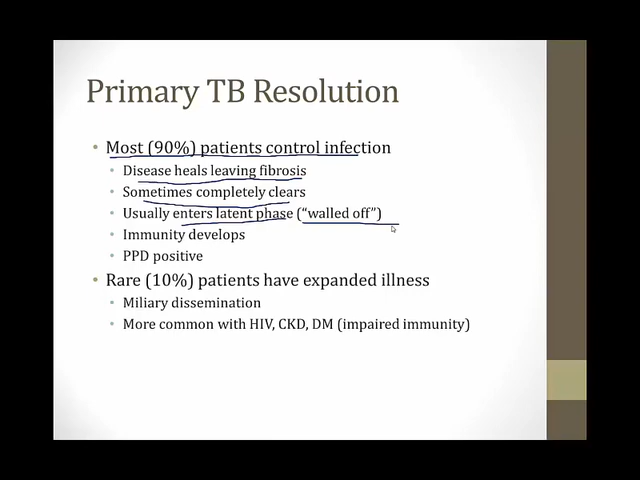 Primary TB Resolution
• Most (90%) patients control infection
• Disease heals leaving fibrosis
• Sometimes completely clears
• Usually enters latent phase (“walled off”)
• Immunity develops
• PPD positive
• Rare (10%) patients have expanded illness
• Miliary dissemination
• More common with HIV, CKD, DM (impaired immunity)